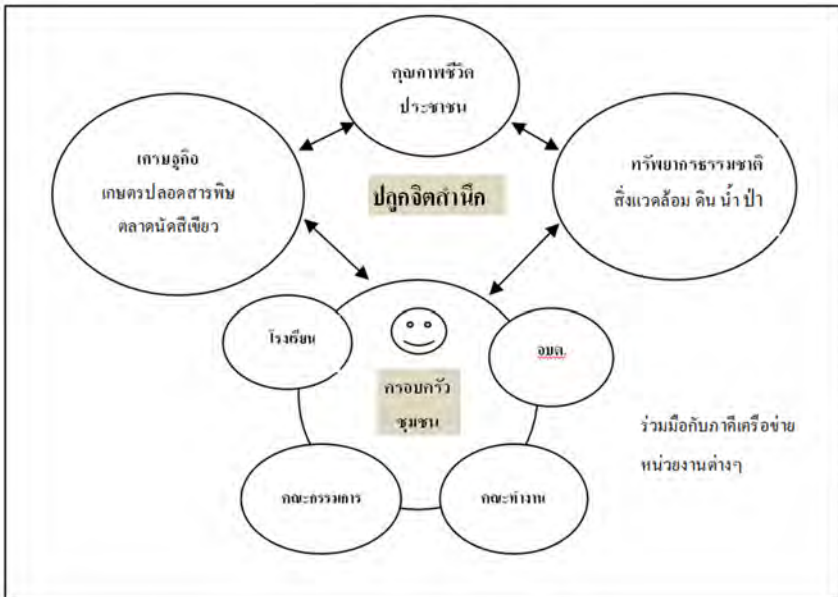 คุณภาพชีวิต
ประชาชน
เศรษฐกิจ
เกษตรปลอดสารพิษ
ตลาดนัดสีเขียว
ทรัพยากรธรรมชาติ
สิ่งแวดล้อม ดิน น้ำ ป่า
ปลูกจิตสำนึก
โรงเรียน
อบต.
ครอบครัว
ชุมชน
ร่วมมือกับภาคีเครือข่าย
หน่วยงานต่างๆ
คณะกรรมการ
คณะทำงาน